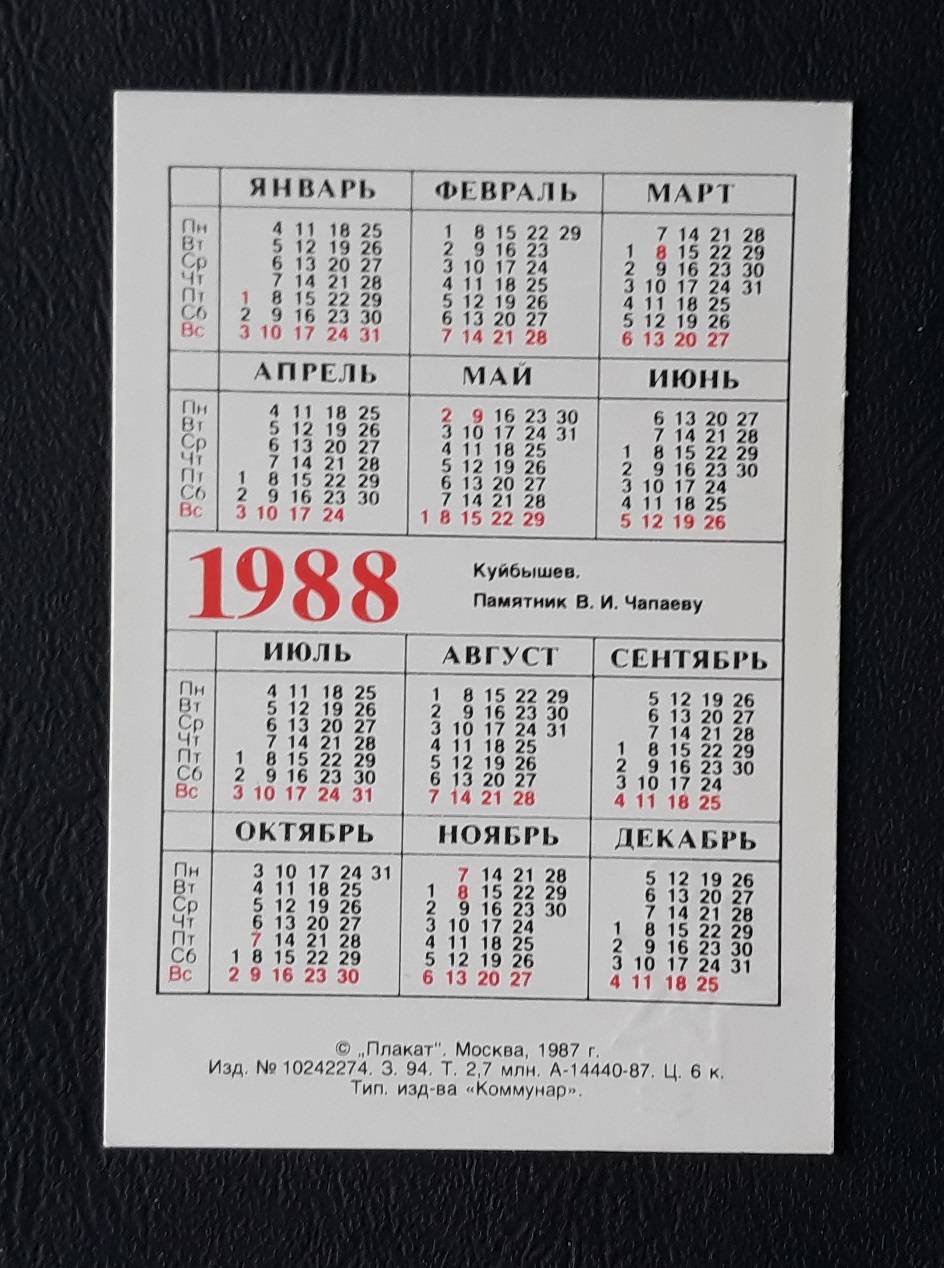 ЯНВАРЬ ФЕВРАЛЬ МАРТ
Пн 4 11 18 25 1 8 15 22 29 7 14 21 28
Вт 5 12 19 26 2 9 16 23 1 8 15 22 29
Ср 6 13 20 27 3 10 17 24 2 9 16 23 30
Чт 7 14 21 28 4 11 18 25 3 10 17 24 31
Пт 1 8 15 22 29 5 12 19 26 4 11 18 25
Сб 2 9 16 23 30 6 13 20 27 5 12 19 26
Вс 3 10 17 24 31 7 14 21 28 6 13 20 27
АПРЕЛЬ МАЙ ИЮНЬ
Пн 4 11 18 25 2 9 16 23 30 6 13 20 27
Вт 5 12 19 26 3 10 17 24 31 7 14 21 28
Ср 6 13 20 27 4 11 18 25 1 8 15 22 29
Чт 7 14 21 28 5 12 19 26 2 9 16 23 30
Пт 1 8 15 22 29 6 13 20 27 3 10 17 24
Сб 2 9 16 23 30 7 14 21 28 4 11 18 25
Вс 3 10 17 24 1 8 15 22 29 5 12 19 26
1988
Куйбышев.
Памятник В. И. Чапаеву
ИЮЛЬ АВГУСТ СЕНТЯБРЬ
Пн 4 11 18 25 1 8 15 22 29 5 12 19 26
Вт 5 12 19 26 2 9 16 23 30 6 13 20 27
Ср 6 13 20 27 3 10 17 24 31 7 14 21 28
Чт 7 14 21 28 4 11 18 25 1 8 15 22 29
Пт 1 8 15 22 29 5 12 19 26 2 9 16 23 30
Сб 2 9 16 23 30 6 13 20 27 3 10 17 24
Вс 3 10 17 24 31 7 14 21 28 4 11 18 25
ОКТЯБРЬ НОЯБРЬ ДЕКАБРЬ
Пн 3 10 17 24 31 7 14 21 28 5 12 19 26
Вт 4 11 18 25 1 8 15 22 29 6 13 20 27
Ср 5 12 19 26 2 9 16 23 30 7 14 21 28
Чт 6 13 20 27 3 10 17 24 1 8 15 22 29
Пт 7 14 21 28 4 11 18 25 2 9 16 23 30
Сб 1 8 15 22 29 5 12 19 26 3 10 17 24 31
Вс 2 9 16 23 30 6 13 20 27 4 11 18 25
© „Плакат". Москва, 1987 г.
Изд. № 10242274. З. 94. Т. 2,7 млн. А-14440-87. Ц. 6 к.
Тип. изд-ва «Коммунар».